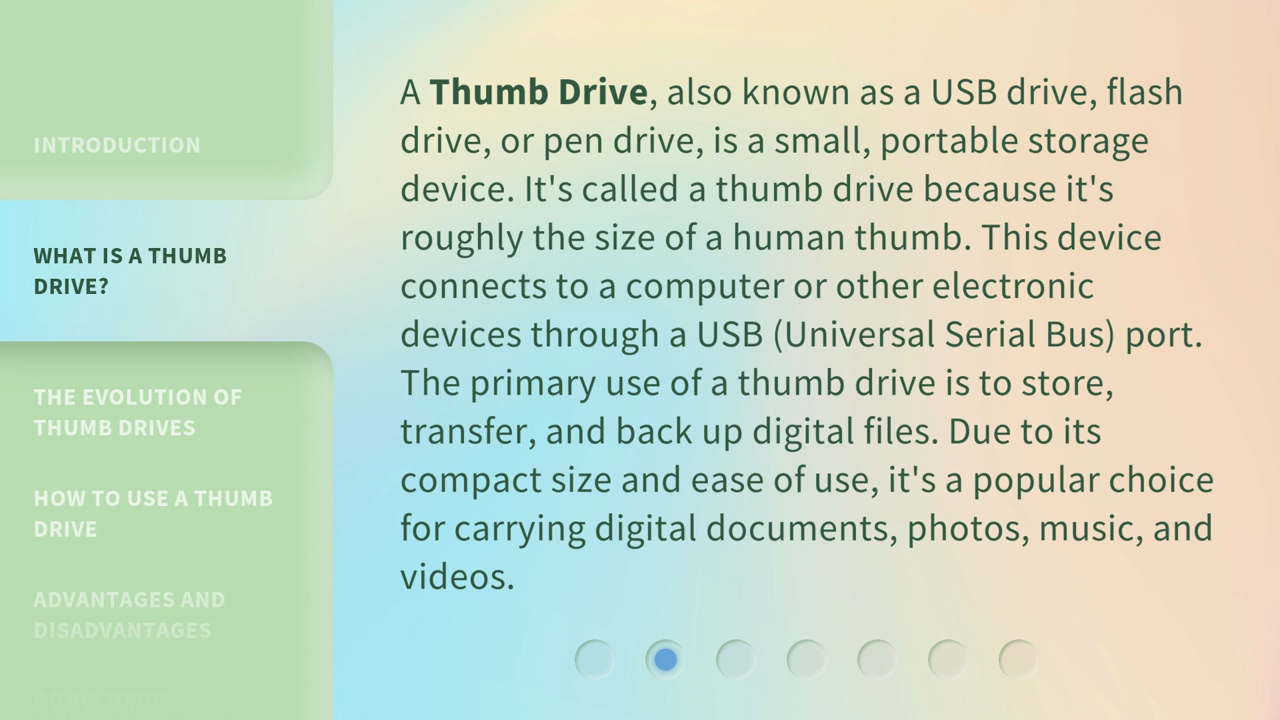 INTRODUCTION
WHAT IS A THUMB
DRIVE?
THE EVOLUTION OF
THUMB DRIVES
HOW TO USE A THUMB
DRIVE
ADVANTAGES AND
DISADVANTAGES
CONCLUSION
A Thumb Drive, also known as a USB drive, flash
drive, or pen drive, is a small, portable storage
device. It's called a thumb drive because it's
roughly the size of a human thumb. This device
connects to a computer or other electronic
devices through a USB (Universal Serial Bus) port.
The primary use of a thumb drive is to store,
transfer, and back up digital files. Due to its
compact size and ease of use, it's a popular choice
for carrying digital documents, photos, music, and
videos.